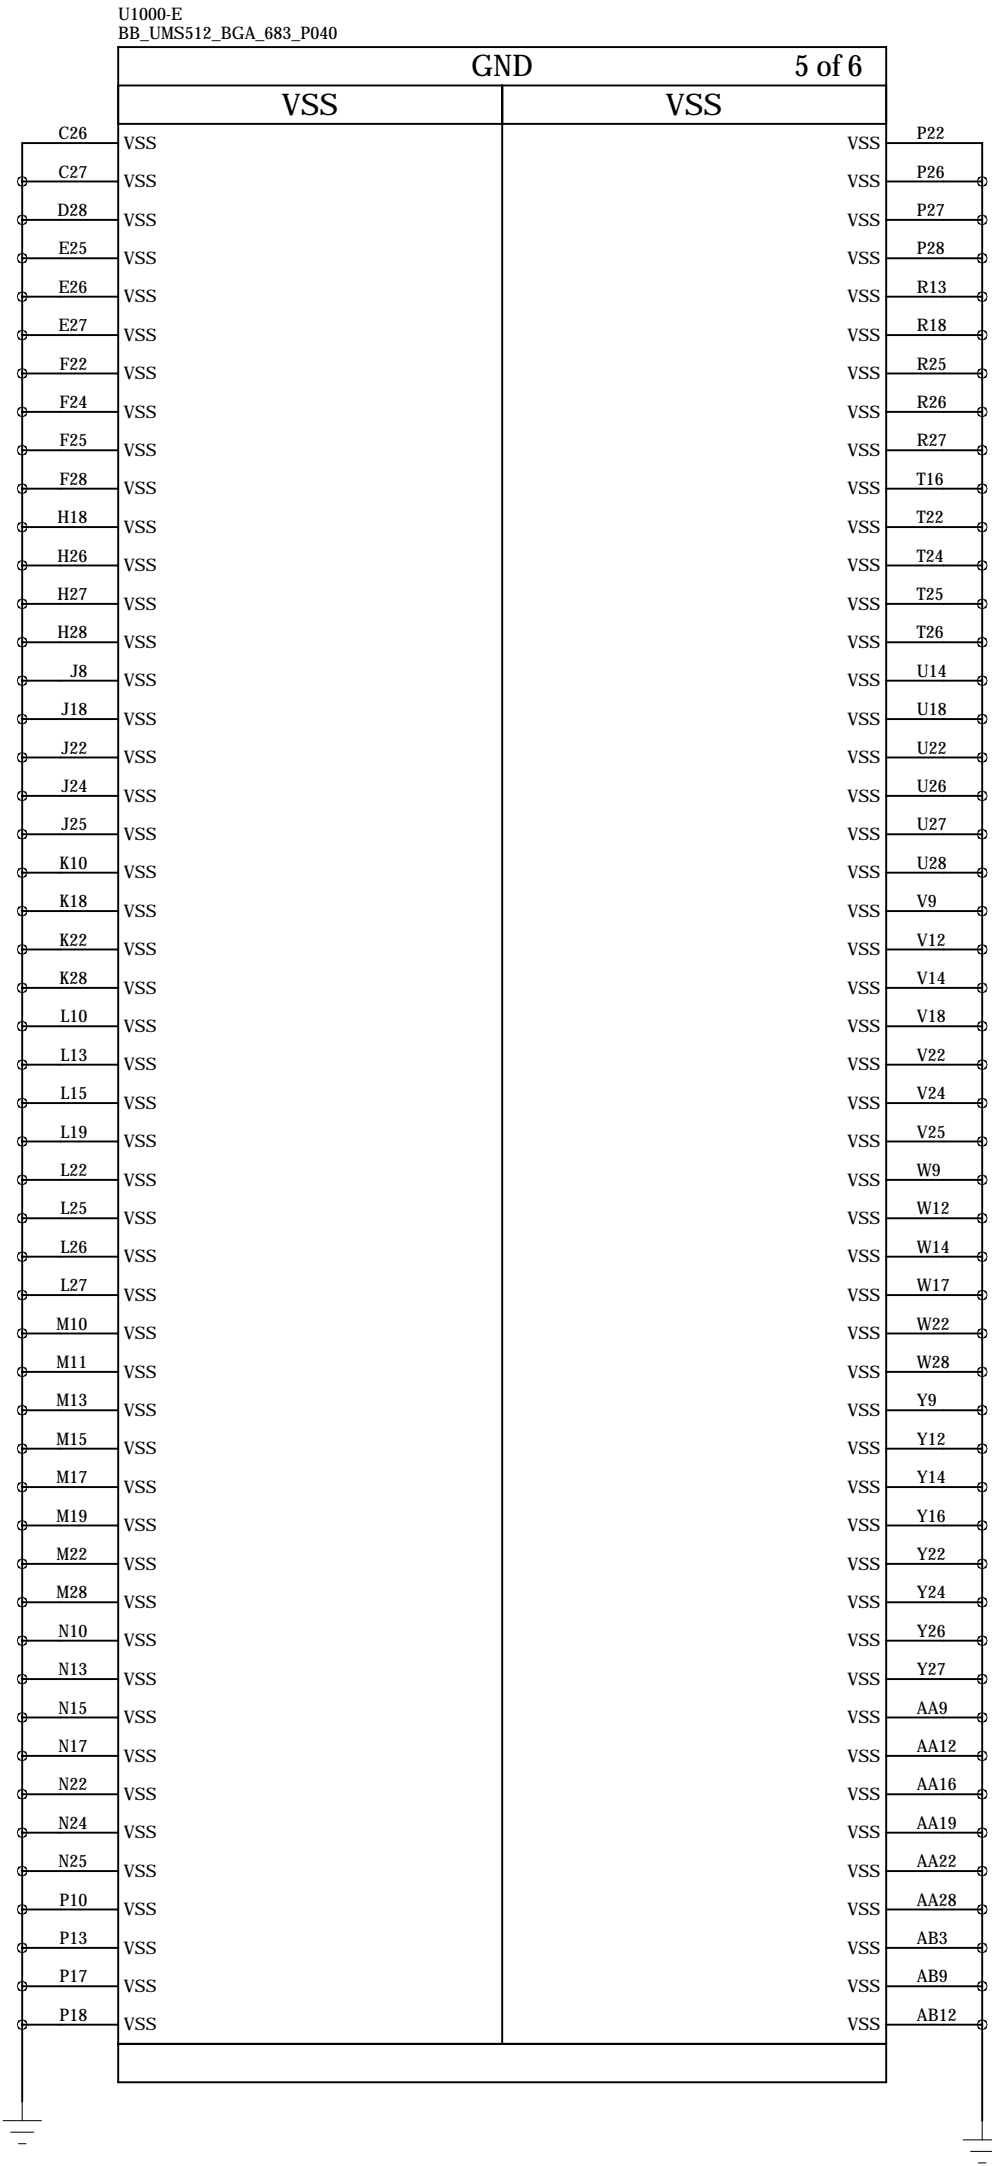 U1000-E
BB_UMS512_BGA_683_P040
GND 5 of 6
VSS VSS
C26 VSS VSS P22
C27 VSS VSS P26
D28 VSS VSS P27
E25 VSS VSS P28
E26 VSS VSS R13
E27 VSS VSS R18
F22 VSS VSS R25
F24 VSS VSS R26
F25 VSS VSS R27
F28 VSS VSS T16
H18 VSS VSS T22
H26 VSS VSS T24
H27 VSS VSS T25
H28 VSS VSS T26
J8 VSS VSS U14
J18 VSS VSS U18
J22 VSS VSS U22
J24 VSS VSS U26
J25 VSS VSS U27
K10 VSS VSS U28
K18 VSS VSS V9
K22 VSS VSS V12
K28 VSS VSS V14
L10 VSS VSS V18
L13 VSS VSS V22
L15 VSS VSS V24
L19 VSS VSS V25
L22 VSS VSS W9
L25 VSS VSS W12
L26 VSS VSS W14
L27 VSS VSS W17
M10 VSS VSS W22
M11 VSS VSS W28
M13 VSS VSS Y9
M15 VSS VSS Y12
M17 VSS VSS Y14
M19 VSS VSS Y16
M22 VSS VSS Y22
M28 VSS VSS Y24
N10 VSS VSS Y26
N13 VSS VSS Y27
N15 VSS VSS AA9
N17 VSS VSS AA12
N22 VSS VSS AA16
N24 VSS VSS AA19
N25 VSS VSS AA22
P10 VSS VSS AA28
P13 VSS VSS AB3
P17 VSS VSS AB9
P18 VSS VSS AB12